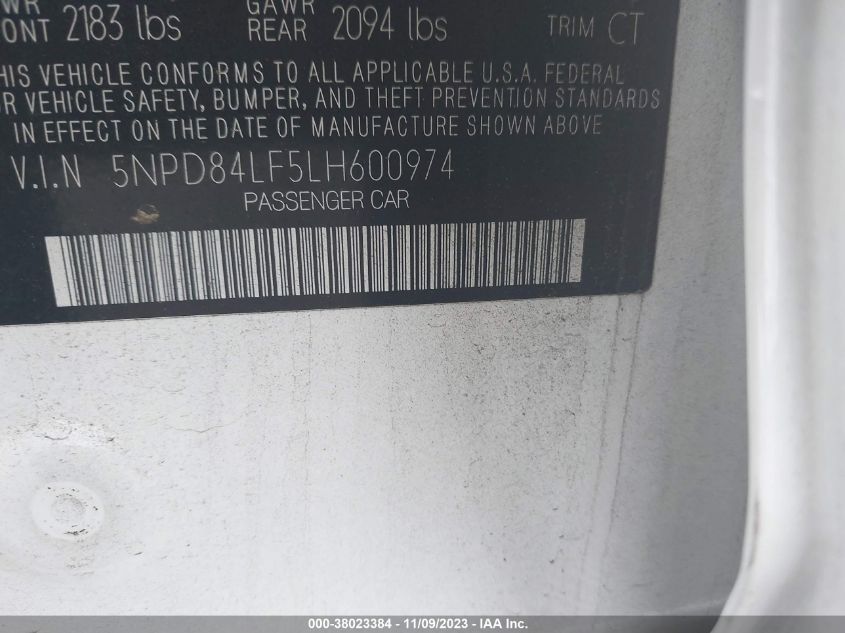 GAWR
2183 lbs REAR 2094 lbs TRIM CT
VEHICLE CONFORMS TO ALL APPLICABLE U.S.A. FEDERAL
VEHICLE SAFETY, BUMPER, AND THEFT PREVENTION STANDARDS
IN EFFECT ON THE DATE OF MANUFACTURE SHOWN ABOVE
V.I.N 5NPD84LF5LH600974
PASSENGER CAR
000-38023384 - 11/09/2023 - IAA Inc.